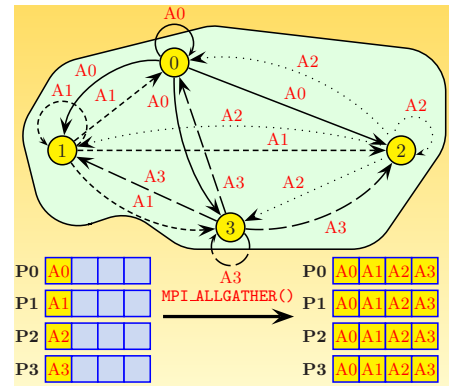 A0
0
A2
A0
A1
A1
A0
A0
A2
A2
1
A1
2
A3
A3
A2
A1
3
A3
A3
P0 A0
P1 A1
P2 A2
P3 A3
MPI_ALLGATHER()
P0 A0 A1 A2 A3
P1 A0 A1 A2 A3
P2 A0 A1 A2 A3
P3 A0 A1 A2 A3